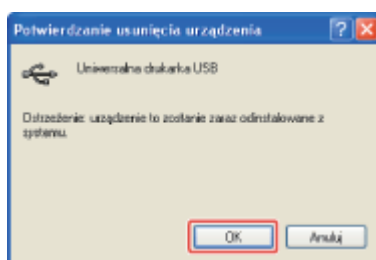 Potwierdzanie usunięcia urządzenia
Uniwersalna drukarka USB
Ostrzeżenie: urządzenie to zostanie zaraz odinstalowane z
systemu.
OK
Anuluj